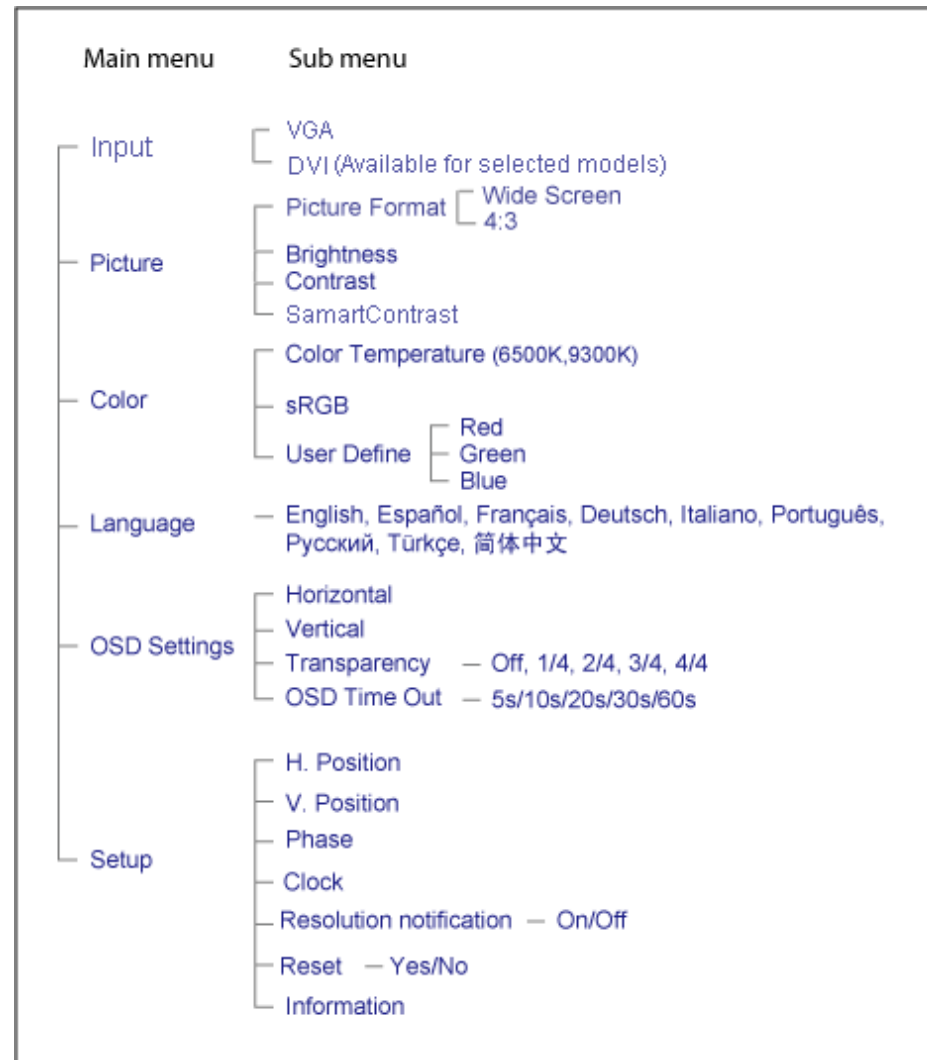 Main menu Sub menu
Input
VGA
DVI (Available for selected models)
Picture
Picture Format
Wide Screen
4:3
Brightness
Contrast
SamartContrast
Color
Color Temperature (6500K,9300K)
sRGB
User Define
Red
Green
Blue
Language
English, Español, Français, Deutsch, Italiano, Português,
Русский, Türkçe, 简体中文
OSD Settings
Horizontal
Vertical
Transparency — Off, 1/4, 2/4, 3/4, 4/4
OSD Time Out — 5s/10s/20s/30s/60s
Setup
H. Position
V. Position
Phase
Clock
Resolution notification — On/Off
Reset — Yes/No
Information